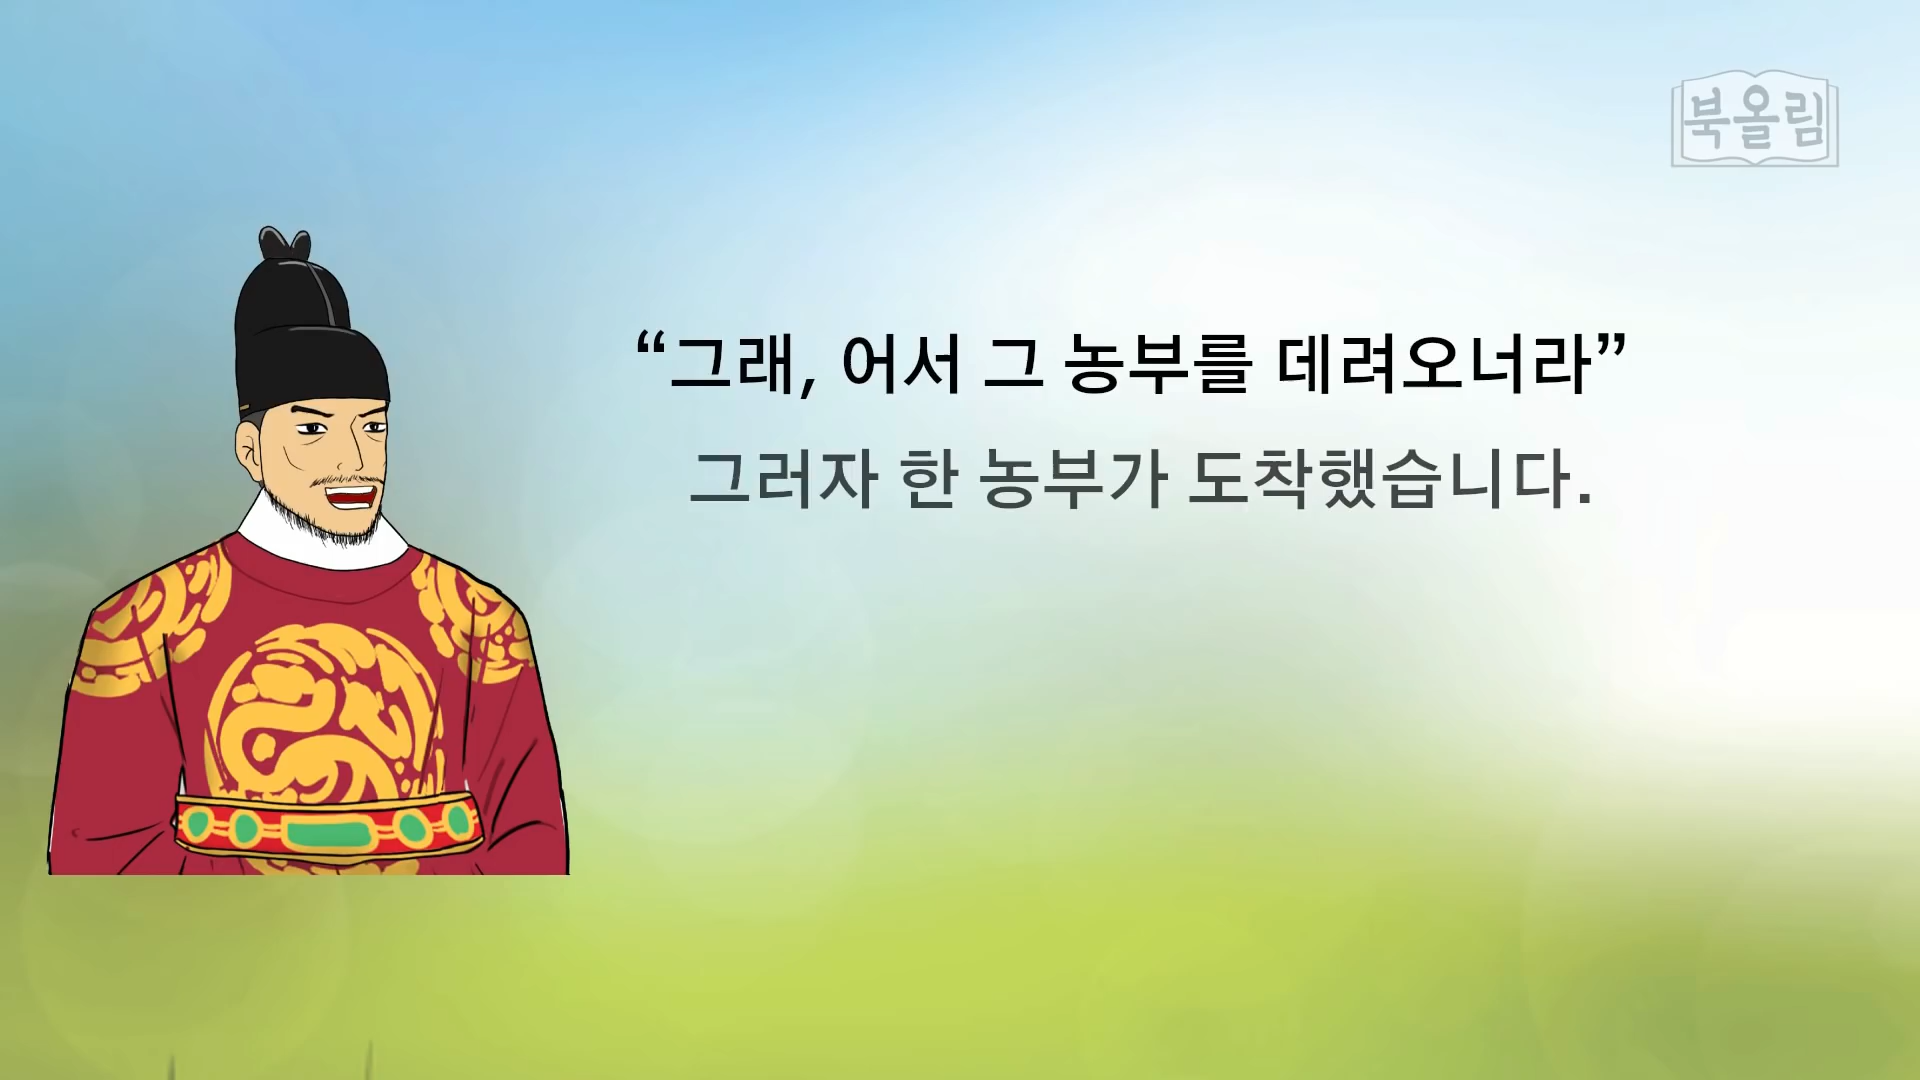 북올림
“그래, 어서 그 농부를 데려오너라”
그러자 한 농부가 도착했습니다.